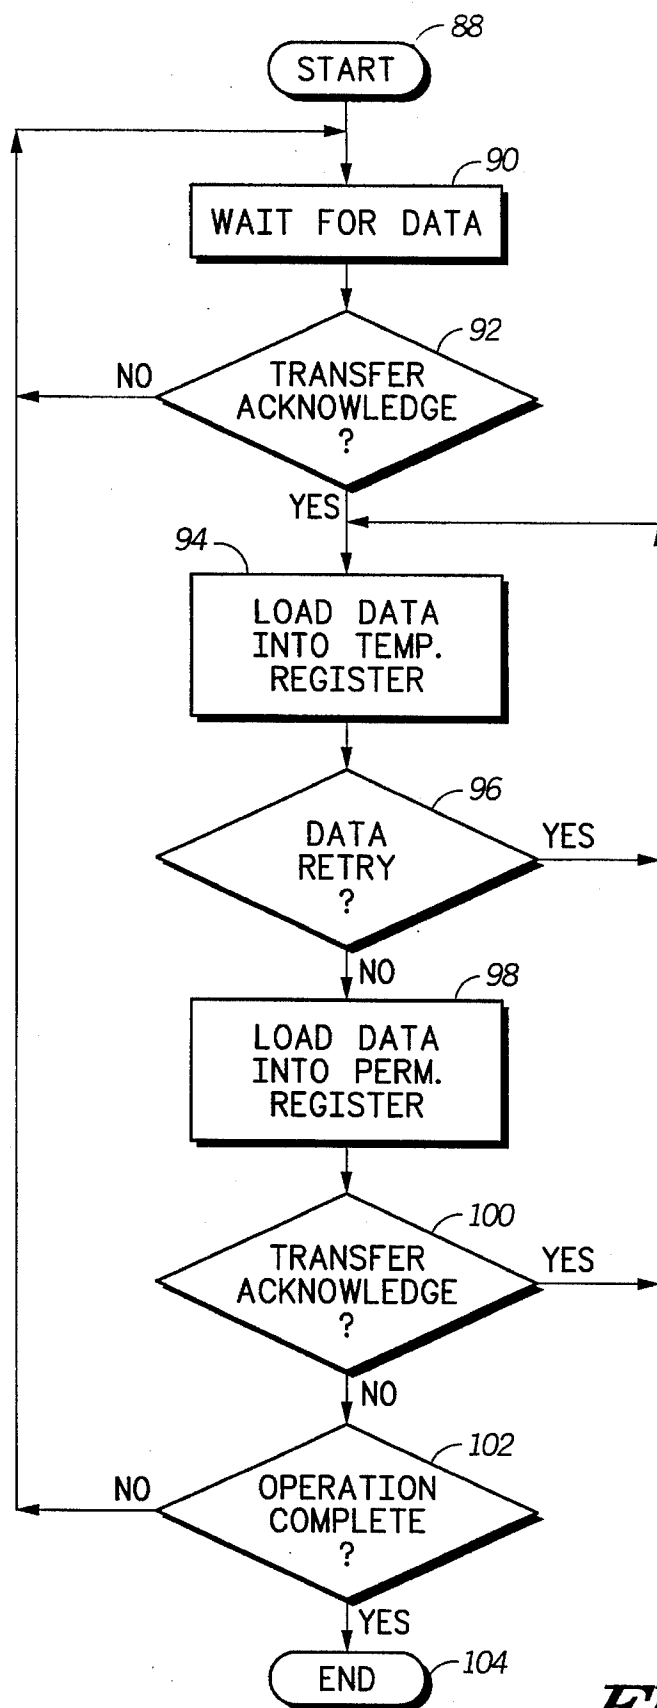 88
START
90
WAIT FOR DATA
92
NO
TRANSFER
ACKNOWLEDGE
?
YES
94
LOAD DATA
INTO TEMP.
REGISTER
96
DATA
RETRY
?
YES
NO
98
LOAD DATA
INTO PERM.
REGISTER
100
TRANSFER
ACKNOWLEDGE
?
YES
NO
102
NO
OPERATION
COMPLETE
?
YES
END
104